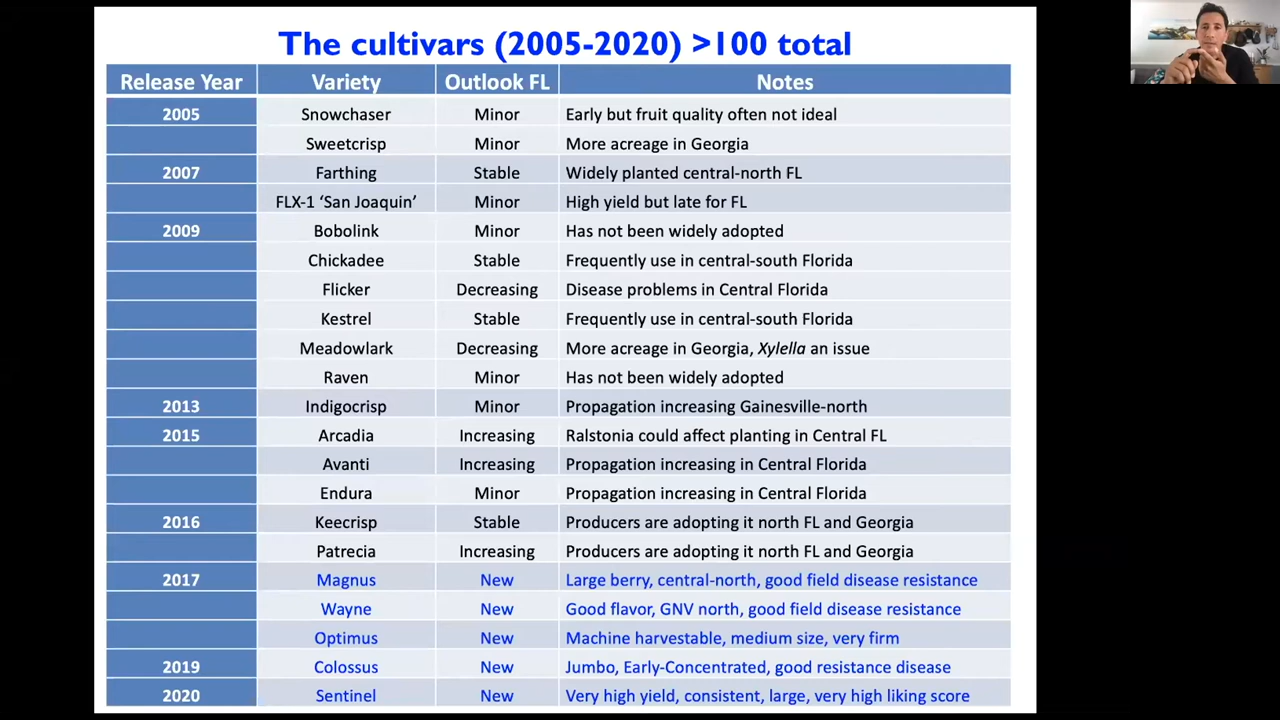 The cultivars (2005-2020) >100 total
Release Year Variety Outlook FL Notes
2005 Snowchaser Minor Early but fruit quality often not ideal
Sweetcrisp Minor More acreage in Georgia
2007 Farthing Stable Widely planted central-north FL
FLX-1 ‘San Joaquin’ Minor High yield but late for FL
2009 Bobolink Minor Has not been widely adopted
Chickadee Stable Frequently use in central-south Florida
Flicker Decreasing Disease problems in Central Florida
Kestrel Stable Frequently use in central-south Florida
Meadowlark Decreasing More acreage in Georgia, Xylella an issue
Raven Minor Has not been widely adopted
2013 Indigocrisp Minor Propagation increasing Gainesville-north
2015 Arcadia Increasing Ralstonia could affect planting in Central FL
Avanti Increasing Propagation increasing in Central Florida
Endura Minor Propagation increasing in Central Florida
2016 Keecrisp Stable Producers are adopting it north FL and Georgia
Patrecia Increasing Producers are adopting it north FL and Georgia
2017 Magnus New Large berry, central-north, good field disease resistance
Wayne New Good flavor, GNV north, good field disease resistance
Optimus New Machine harvestable, medium size, very firm
2019 Colossus New Jumbo, Early-Concentrated, good resistance disease
2020 Sentinel New Very high yield, consistent, large, very high liking score